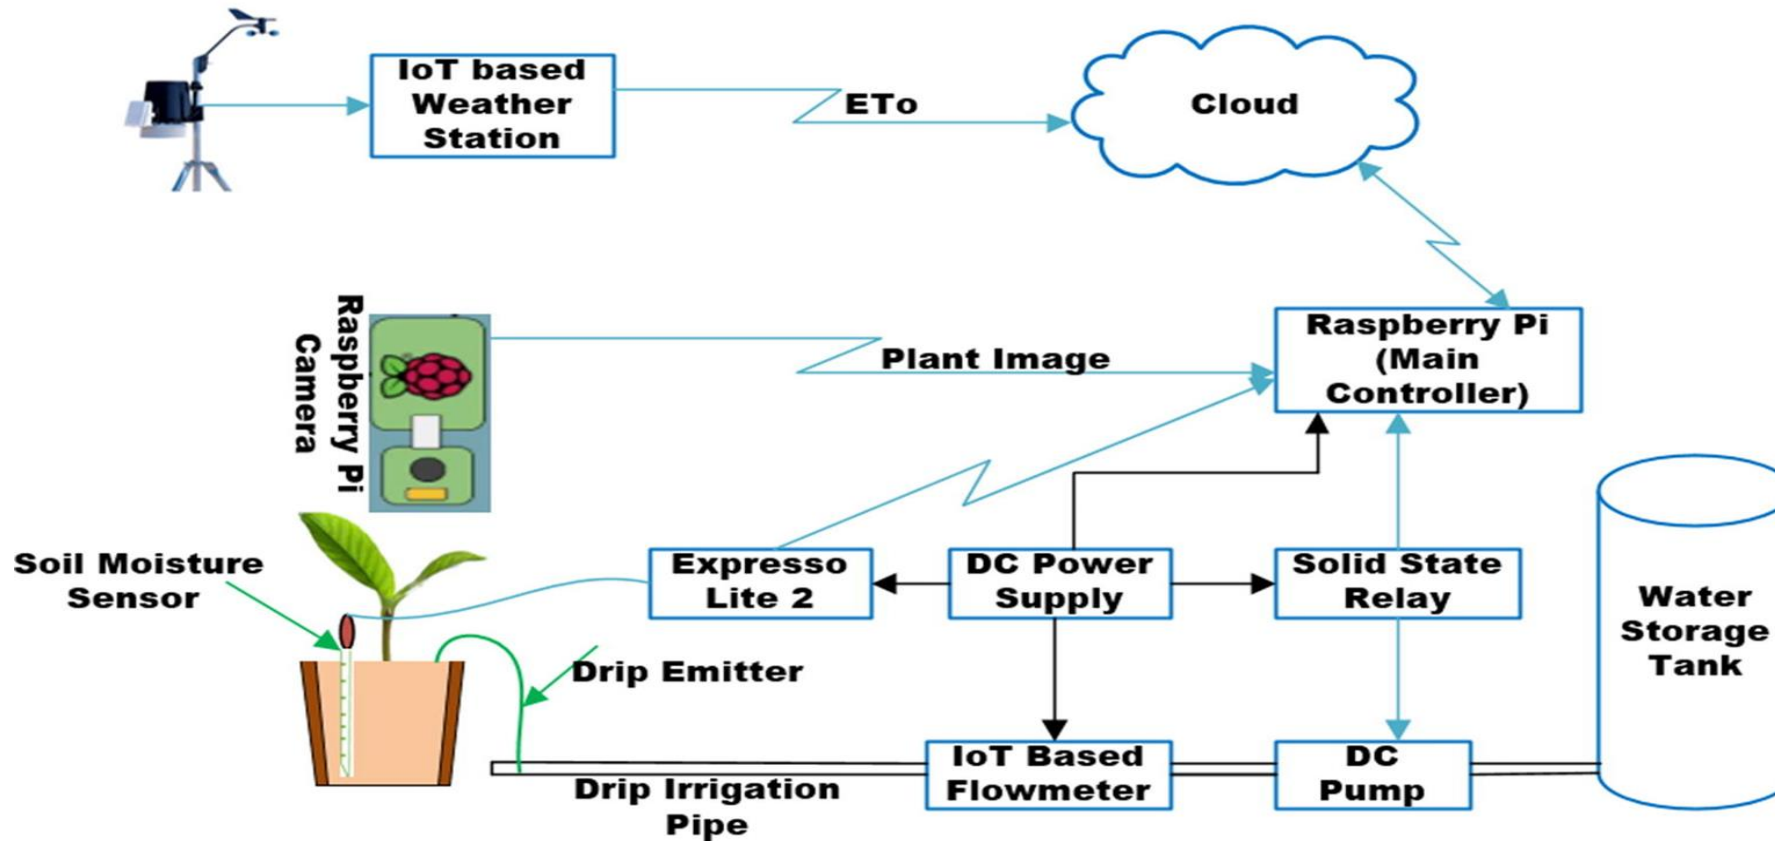 IoT based
Weather
Station
ETo
Cloud
Raspberry Pi
Camera
Plant Image
Raspberry Pi
(Main
Controller)
Soil Moisture
Sensor
Expresso
Lite 2
DC Power
Supply
Solid State
Relay
Water
Storage
Tank
Drip Emitter
IoT Based
Flowmeter
DC
Pump
Drip Irrigation
Pipe